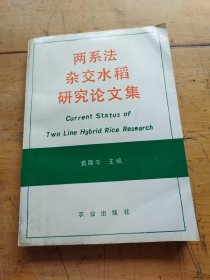 两系法
杂交水稻
研究论文集
Current Status of
Two Line Hybrid Rice Research
袁隆平 主编
农业出版社